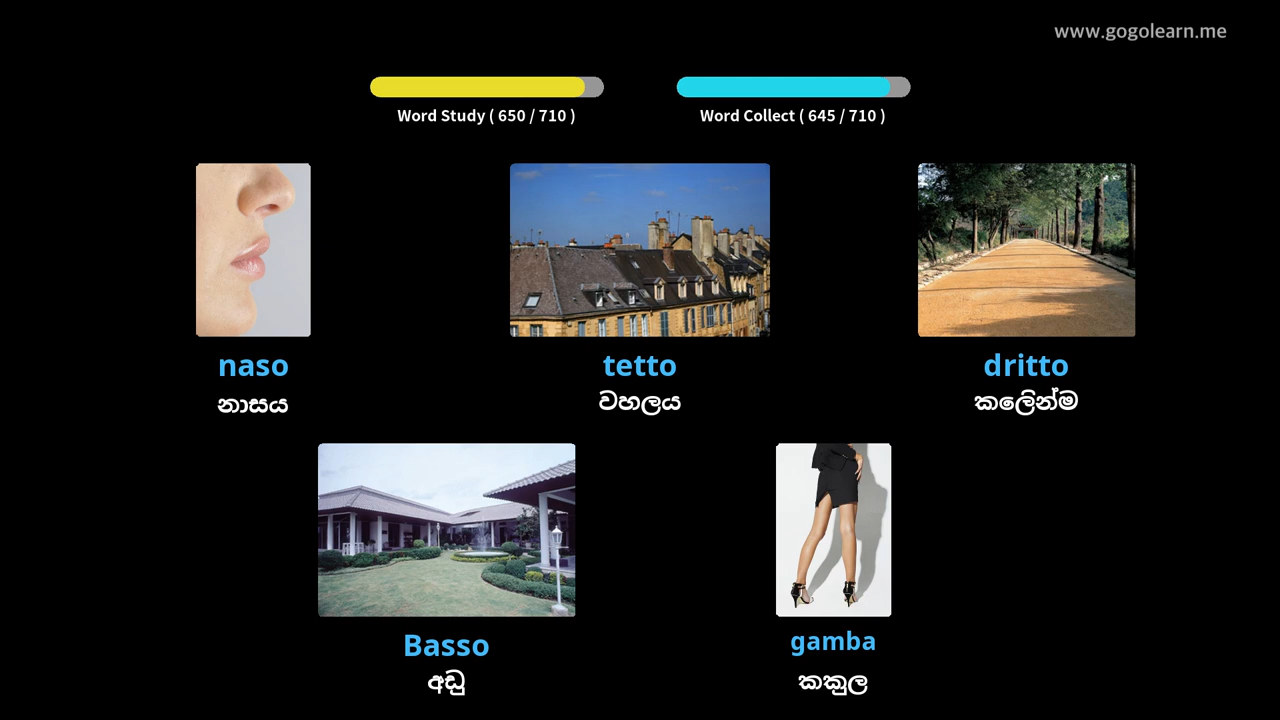 www.gogolearn.me
Word Study ( 650 / 710 )
Word Collect ( 645 / 710 )
naso
නාසය
tetto
වහලය
dritto
කෙලින්ම
Basso
අඩු
gamba
කකුල